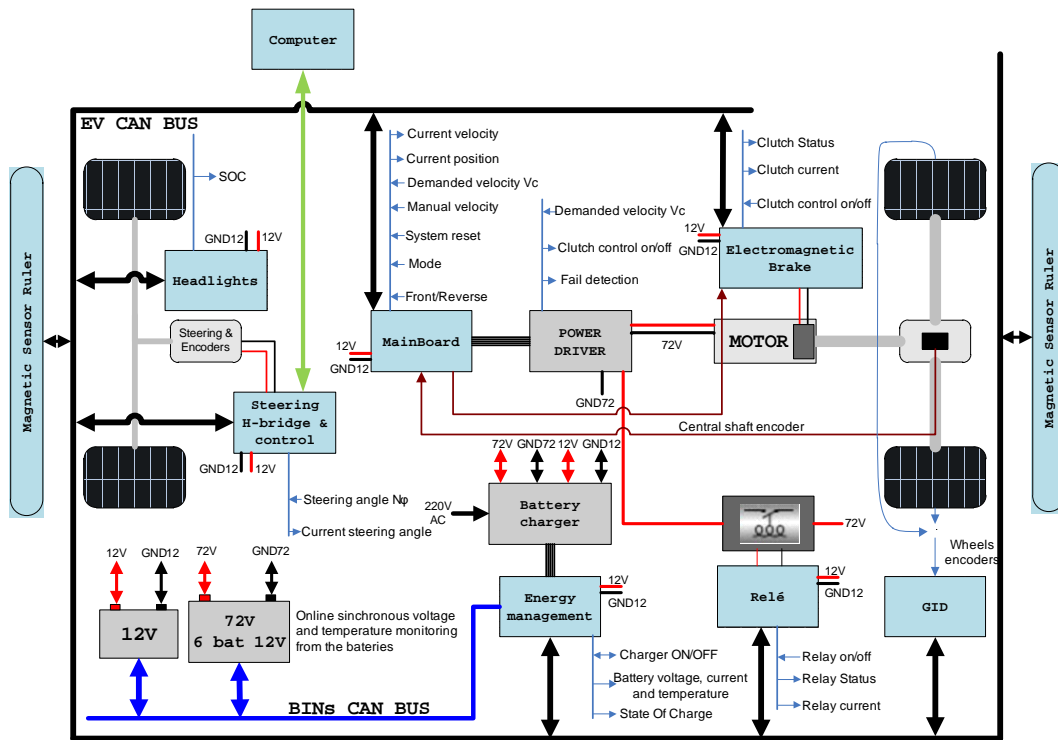 Computer
EV CAN BUS
SOC
GND12
12V
Headlights
Current velocity
Current position
Demanded velocity Vc
Manual velocity
System reset
Mode
Front/Reverse
Demanded velocity Vc
Clutch control on/off
Fail detection
Clutch Status
Clutch current
Clutch control on/off
12V
GND12
Electromagnetic
Brake
Magnetic Sensor Ruler
Magnetic Sensor Ruler
Steering &
Encoders
12V
GND12
MainBoard
POWER
DRIVER
72V
MOTOR
GND72
Steering
H-bridge &
control
GND12
12V
Central shaft encoder
72V
GND72
12V
GND12
Steering angle Nφ
Current steering angle
220V
AC
Battery
charger
72V
Wheels
encoders
12V
GND12
72V
GND72
12V
72V
6 bat 12V
Online sinchronous voltage
and temperature monitoring
from the batteries
Energy
management
12V
GND12
Relé
12V
GND12
GID
Charger ON/OFF
Battery voltage, current
and temperature
State Of Charge
Relay on/off
Relay Status
Relay current
BINs CAN BUS